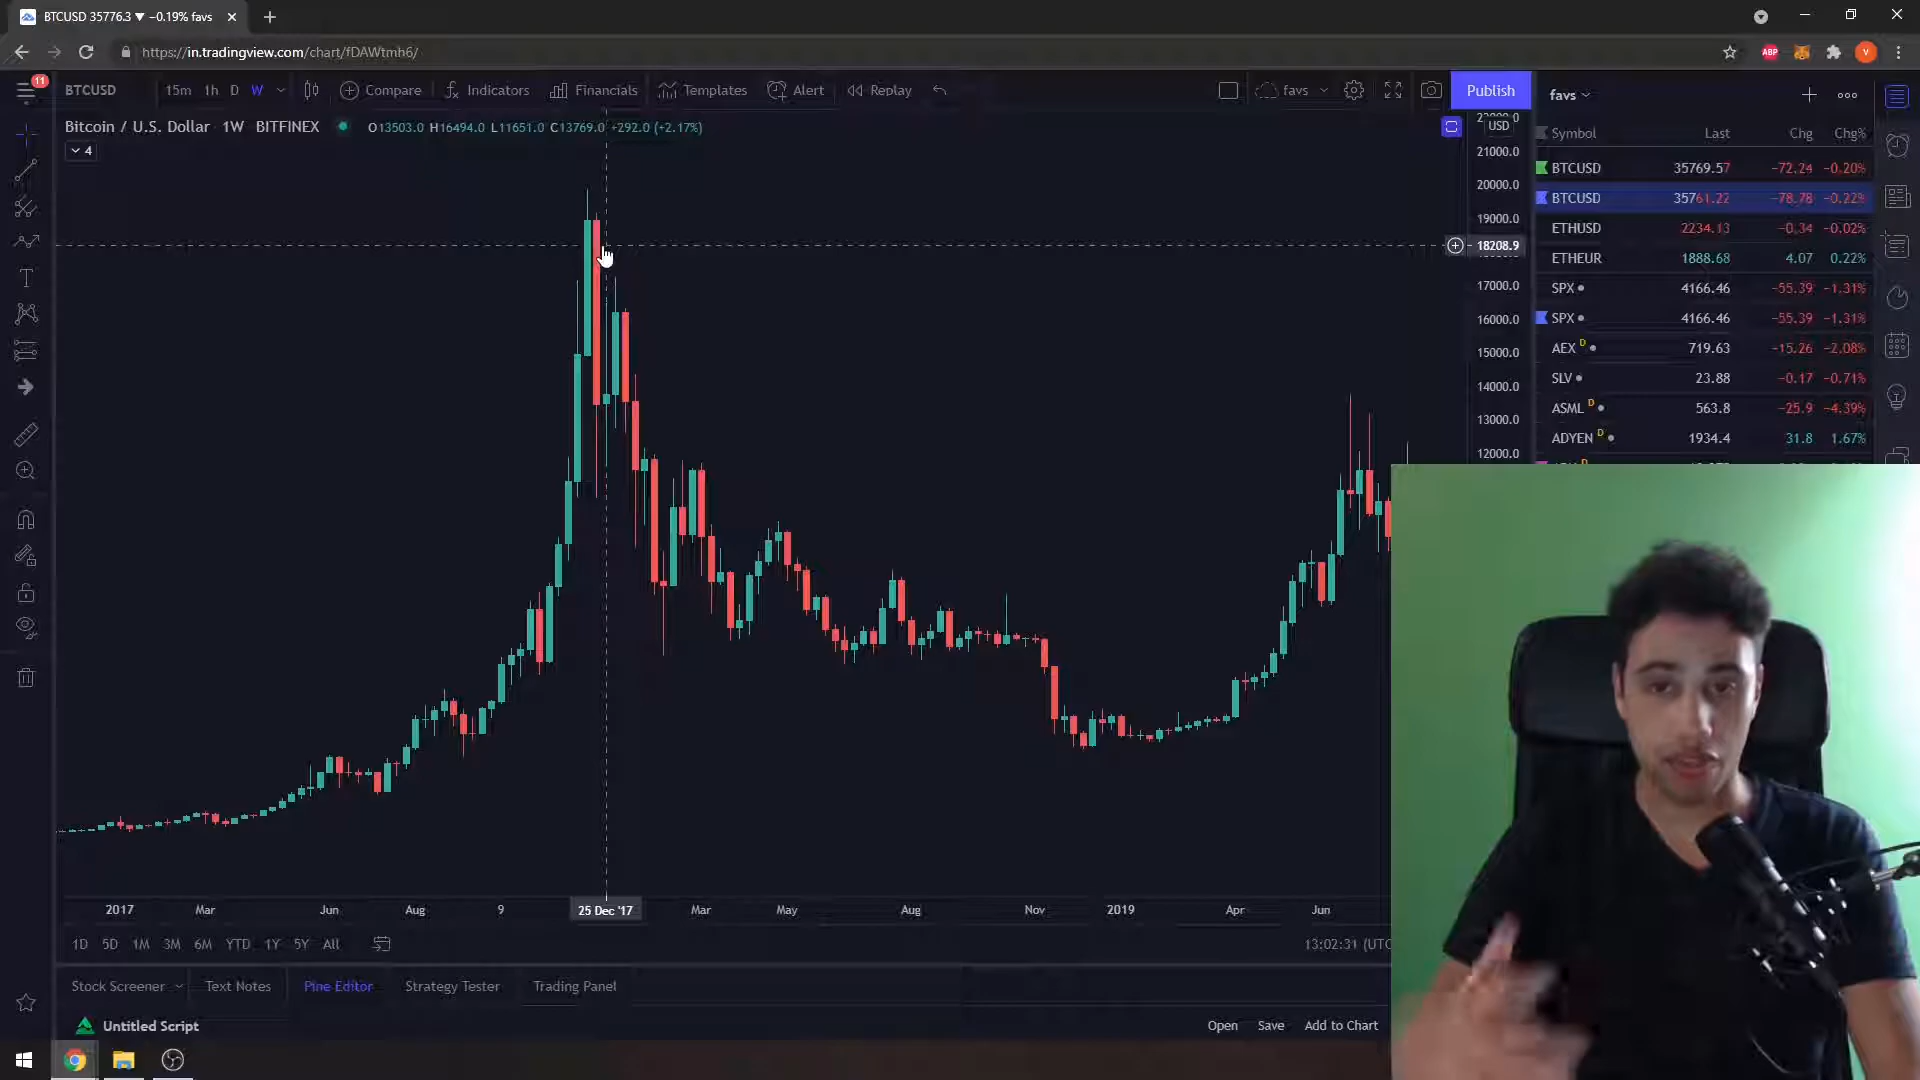 BTCUSD 35776.3 ▼ −0.19% favs
https://in.tradingview.com/chart/fDAWtmh6/
ABP
V
11
BTCUSD 15m 1h D W Compare Indicators Financials Templates Alert Replay favs Publish
favs
Bitcoin / U.S. Dollar 1W BITFINEX O13503.0 H16494.0 L11651.0 C13769.0 +292.0 (+2.17%)
4
USD
21000.0
20000.0
19000.0
18208.9
17000.0
16000.0
15000.0
14000.0
13000.0
12000.0
Symbol Last Chg Chg%
BTCUSD 35769.57 −72.24 −0.20%
BTCUSD 35761.22 −78.78 −0.22%
ETHUSD 2234.13 −0.34 −0.02%
ETHEUR 1888.68 4.07 0.22%
SPX 4166.46 −55.39 −1.31%
SPX 4166.46 −55.39 −1.31%
AEX D 719.63 −15.26 −2.08%
SLV 23.88 −0.17 −0.71%
ASML D 563.8 −25.9 −4.39%
ADYEN D 1934.4 31.8 1.67%
2017 Mar Jun Aug 9 25 Dec '17 Mar May Aug Nov 2019 Apr Jun
1D 5D 1M 3M 6M YTD 1Y 5Y All
13:02:31 (UTC
Stock Screener Text Notes Pine Editor Strategy Tester Trading Panel
Untitled Script
Open Save Add to Chart